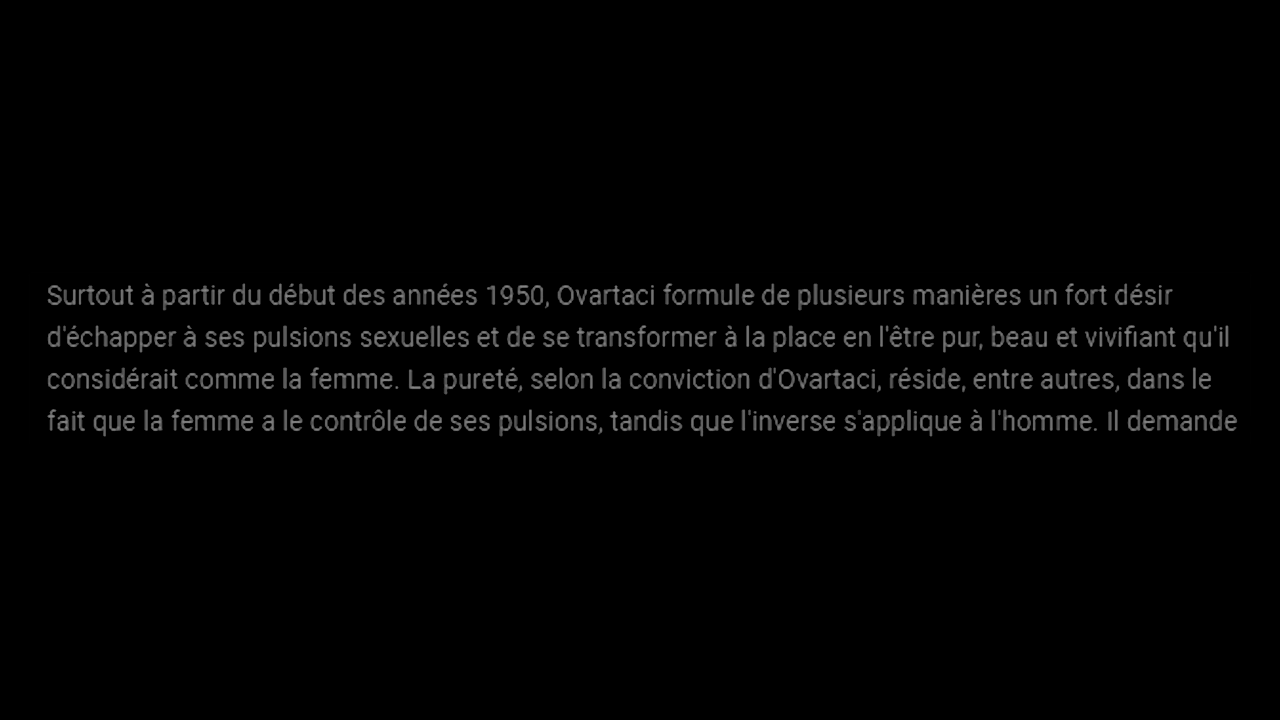 Surtout à partir du début des années 1950, Ovartaci formule de plusieurs manières un fort désir
d'échapper à ses pulsions sexuelles et de se transformer à la place en l'être pur, beau et vivifiant qu'il
considérait comme la femme. La pureté, selon la conviction d'Ovartaci, réside, entre autres, dans le
fait que la femme a le contrôle de ses pulsions, tandis que l'inverse s'applique à l'homme. Il demande